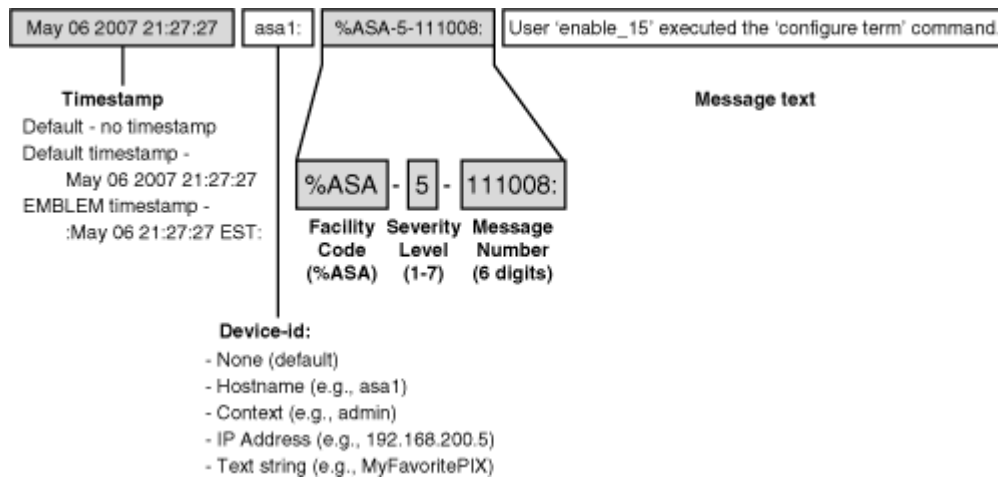 May 06 2007 21:27:27 asa1: %ASA-5-111008: User ‘enable_15’ executed the ‘configure term’ command.
Timestamp
Default - no timestamp
Default timestamp -
May 06 2007 21:27:27
EMBLEM timestamp -
:May 06 21:27:27 EST:
Message text
%ASA - 5 - 111008:
Facility Severity Message
Code Level Number
(%ASA) (1-7) (6 digits)
Device-id:
- None (default)
- Hostname (e.g., asa1)
- Context (e.g., admin)
- IP Address (e.g., 192.168.200.5)
- Text string (e.g., MyFavoritePIX)